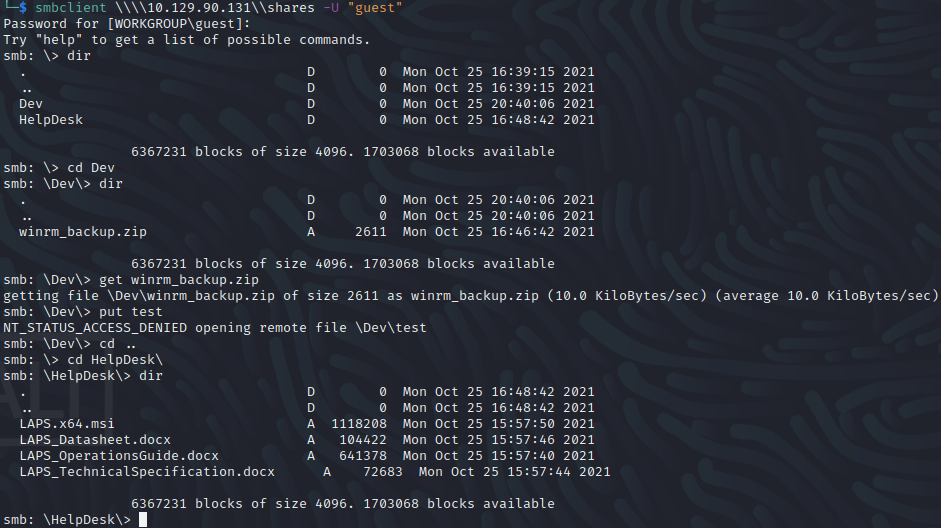 └─$ smbclient \\\\10.129.90.131\\shares -U "guest"
Password for [WORKGROUP\guest]:
Try "help" to get a list of possible commands.
smb: \> dir
  .                                   D        0  Mon Oct 25 16:39:15 2021
  ..                                  D        0  Mon Oct 25 16:39:15 2021
  Dev                                 D        0  Mon Oct 25 20:40:06 2021
  HelpDesk                            D        0  Mon Oct 25 16:48:42 2021

                6367231 blocks of size 4096. 1703068 blocks available
smb: \> cd Dev
smb: \Dev\> dir
  .                                   D        0  Mon Oct 25 20:40:06 2021
  ..                                  D        0  Mon Oct 25 20:40:06 2021
  winrm_backup.zip                    A     2611  Mon Oct 25 16:46:42 2021

                6367231 blocks of size 4096. 1703068 blocks available
smb: \Dev\> get winrm_backup.zip
getting file \Dev\winrm_backup.zip of size 2611 as winrm_backup.zip (10.0 KiloBytes/sec) (average 10.0 KiloBytes/sec)
smb: \Dev\> put test
NT_STATUS_ACCESS_DENIED opening remote file \Dev\test
smb: \Dev\> cd ..
smb: \> cd HelpDesk\
smb: \HelpDesk\> dir
  .                                   D        0  Mon Oct 25 16:48:42 2021
  ..                                  D        0  Mon Oct 25 16:48:42 2021
  LAPS.x64.msi                        A  1118208  Mon Oct 25 15:57:50 2021
  LAPS_Datasheet.docx                 A   104422  Mon Oct 25 15:57:46 2021
  LAPS_OperationsGuide.docx           A   641378  Mon Oct 25 15:57:40 2021
  LAPS_TechnicalSpecification.docx      A    72683  Mon Oct 25 15:57:44 2021

                6367231 blocks of size 4096. 1703068 blocks available
smb: \HelpDesk\>